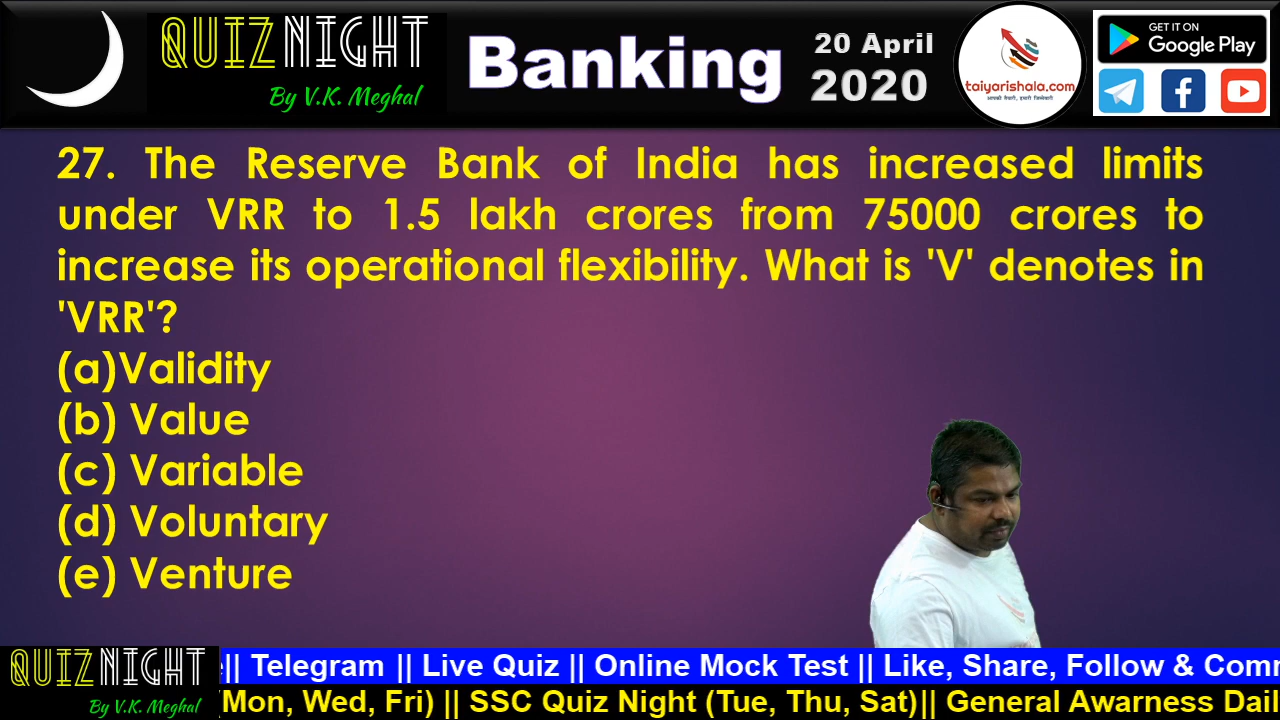 QUIZ NIGHT
By V.K. Meghal
Banking
20 April
2020
taiyarishala.com
आपकी तैयारी, हमारी जिम्मेदारी
GET IT ON
Google Play
27. The Reserve Bank of India has increased limits
under VRR to 1.5 lakh crores from 75000 crores to
increase its operational flexibility. What is 'V' denotes in
'VRR'?
(a)Validity
(b) Value
(c) Variable
(d) Voluntary
(e) Venture
QUIZ NIGHT
By V.K. Meghal
|| Telegram || Live Quiz || Online Mock Test || Like, Share, Follow & Comm
(Mon, Wed, Fri) || SSC Quiz Night (Tue, Thu, Sat)|| General Awarness Dail